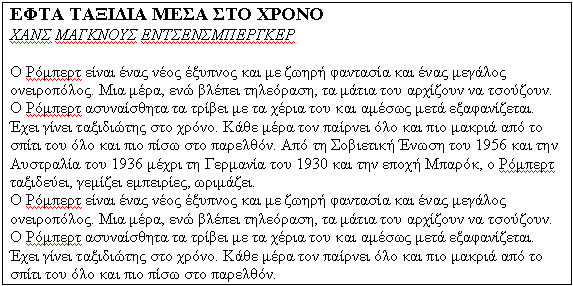 ΕΦΤΑ ΤΑΞΙΔΙΑ ΜΕΣΑ ΣΤΟ ΧΡΟΝΟ
ΧΑΝΣ ΜΑΓΚΝΟΥΣ ΕΝΤΣΕΝΣΜΠΕΡΓΚΕΡ
Ο Ρόμπερτ είναι ένας νέος έξυπνος και με ζωηρή φαντασία και ένας μεγάλος
ονειροπόλος. Μια μέρα, ενώ βλέπει τηλεόραση, τα μάτια του αρχίζουν να τσούζουν.
Ο Ρόμπερτ ασυναίσθητα τα τρίβει με τα χέρια του και αμέσως μετά εξαφανίζεται.
Έχει γίνει ταξιδιώτης στο χρόνο. Κάθε μέρα τον παίρνει όλο και πιο μακριά από το
σπίτι του όλο και πιο πίσω στο παρελθόν. Από τη Σοβιετική Ένωση του 1956 και την
Αυστραλία του 1936 μέχρι τη Γερμανία του 1930 και την εποχή Μπαρόκ, ο Ρόμπερτ
ταξιδεύει, γεμίζει εμπειρίες, ωριμάζει.
Ο Ρόμπερτ είναι ένας νέος έξυπνος και με ζωηρή φαντασία και ένας μεγάλος
ονειροπόλος. Μια μέρα, ενώ βλέπει τηλεόραση, τα μάτια του αρχίζουν να τσούζουν.
Ο Ρόμπερτ ασυναίσθητα τα τρίβει με τα χέρια του και αμέσως μετά εξαφανίζεται.
Έχει γίνει ταξιδιώτης στο χρόνο. Κάθε μέρα τον παίρνει όλο και πιο μακριά από το
σπίτι του όλο και πιο πίσω στο παρελθόν.